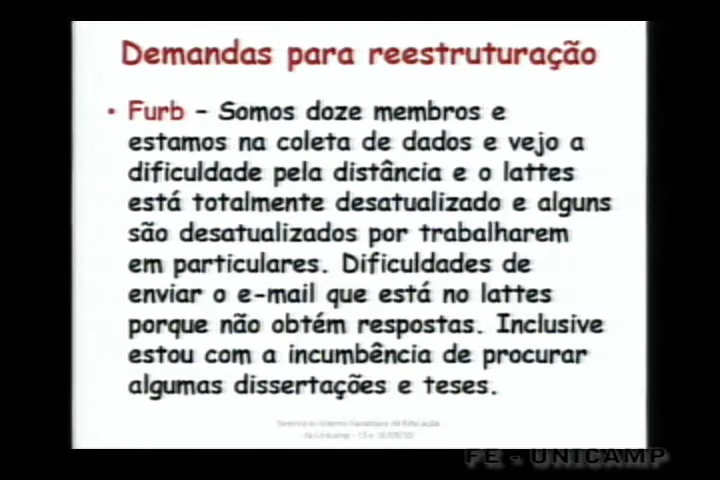 Demandas para reestruturação
• Furb – Somos doze membros e
estamos na coleta de dados e vejo a
dificuldade pela distância e o lattes
está totalmente desatualizado e alguns
são desatualizados por trabalharem
em particulares. Dificuldades de
enviar o e-mail que está no lattes
porque não obtém respostas. Inclusive
estou com a incumbência de procurar
algumas dissertações e teses.
FE - UNICAMP